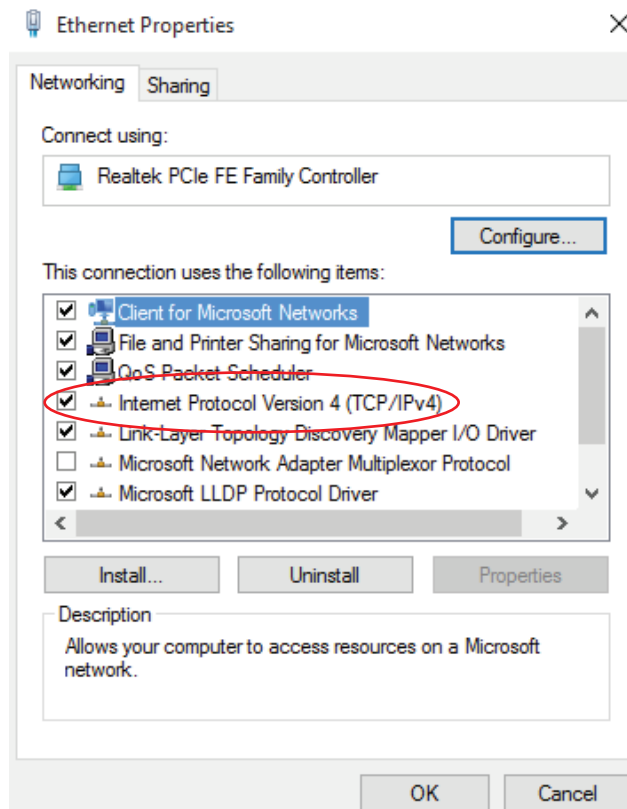 Ethernet Properties
Networking
Sharing
Connect using:
Realtek PCIe FE Family Controller
Configure...
This connection uses the following items:
Client for Microsoft Networks
File and Printer Sharing for Microsoft Networks
QoS Packet Scheduler
Internet Protocol Version 4 (TCP/IPv4)
Link-Layer Topology Discovery Mapper I/O Driver
Microsoft Network Adapter Multiplexor Protocol
Microsoft LLDP Protocol Driver
Install...
Uninstall
Properties
Description
Allows your computer to access resources on a Microsoft
network.
OK
Cancel